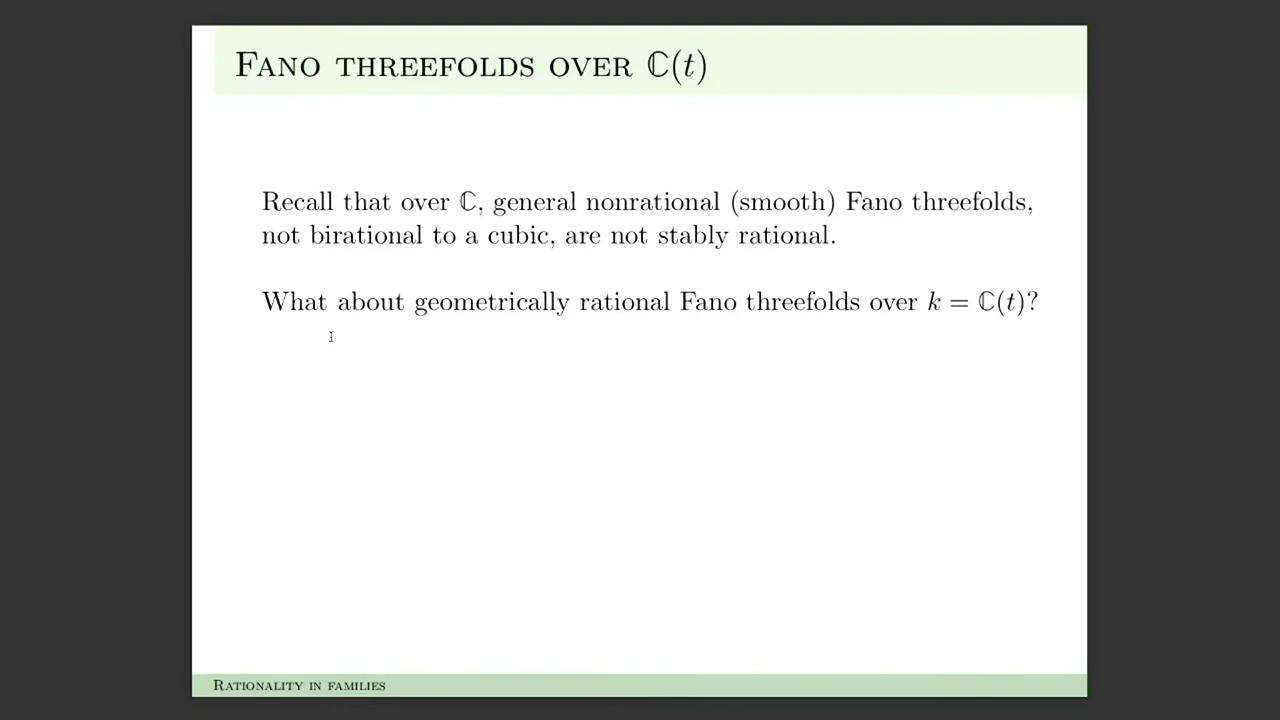 Fano threefolds over ℂ(t)
Recall that over ℂ, general nonrational (smooth) Fano threefolds,
not birational to a cubic, are not stably rational.
What about geometrically rational Fano threefolds over k = ℂ(t)?
Rationality in families